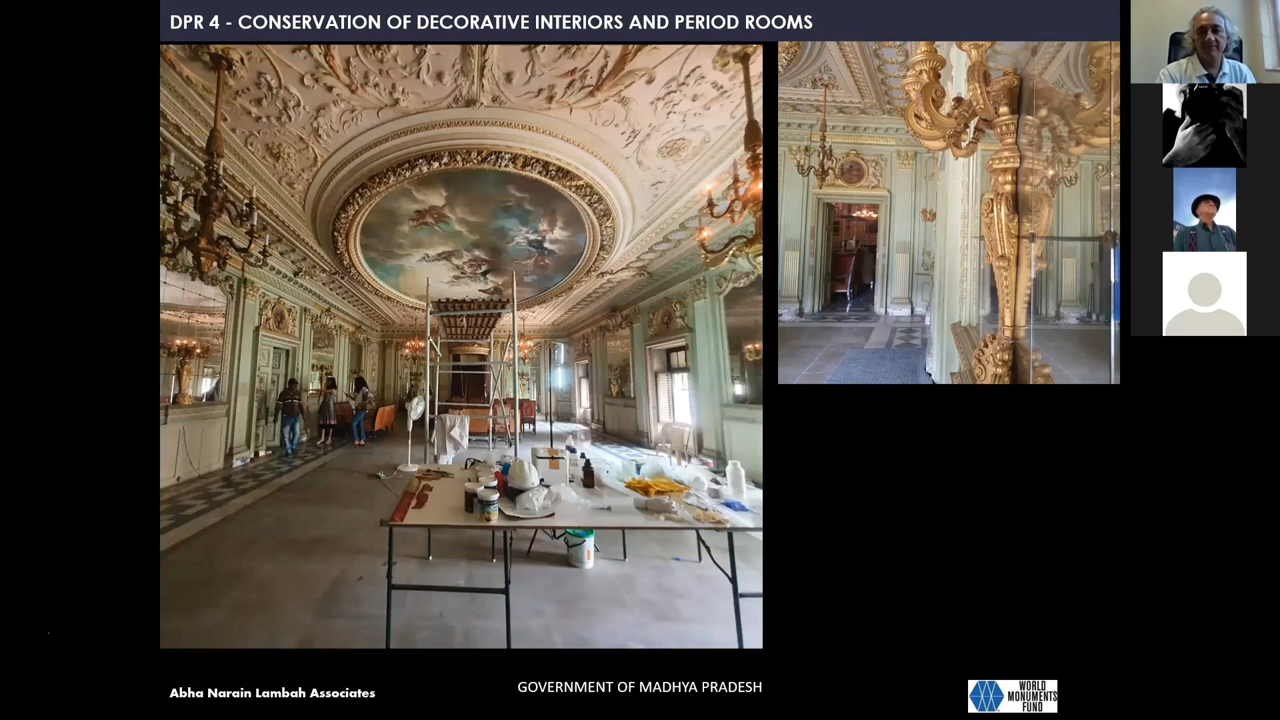 DPR 4 - CONSERVATION OF DECORATIVE INTERIORS AND PERIOD ROOMS
Abha Narain Lambah Associates
GOVERNMENT OF MADHYA PRADESH
WORLD
MONUMENTS
FUND